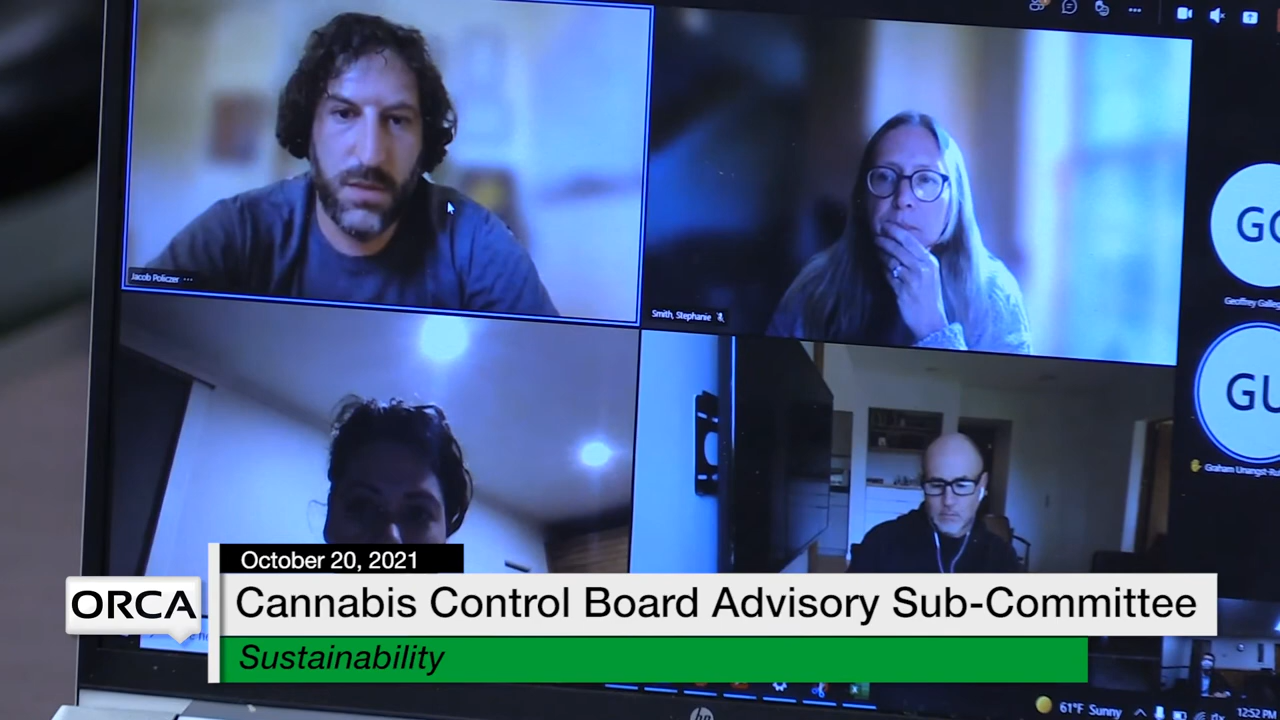 Jacob Policzer ...
Smith, Stephanie
GU
October 20, 2021
Cannabis Control Board Advisory Sub-Committee
ORCA
Sustainability
hp
61°F Sunny
12:52 PM